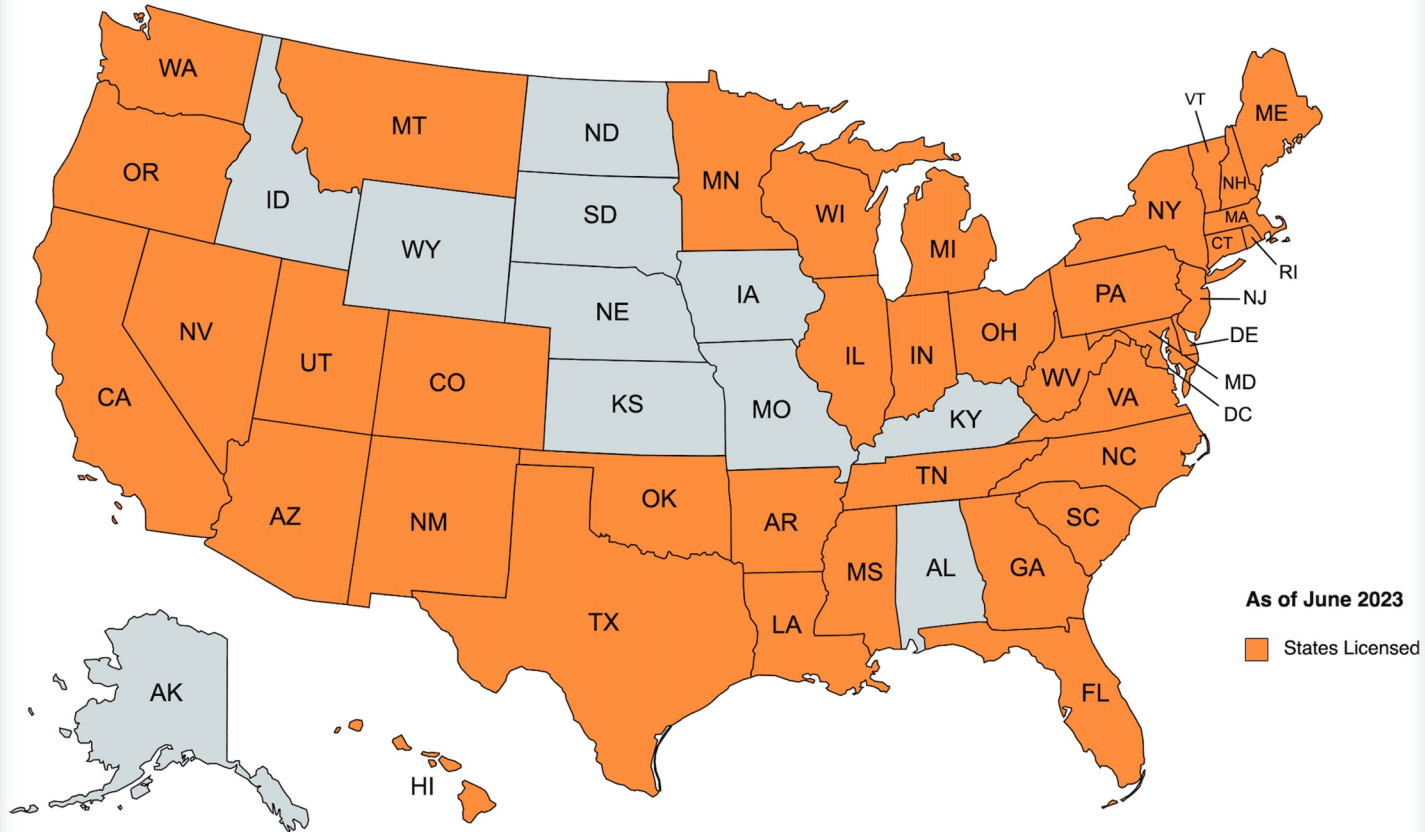 WA
VT
ME
MT
ND
OR
MN
ID
SD
WI
NH
NY
MA
WY
MI
CT
RI
IA
PA
NJ
NE
NV
OH
DE
UT
IL
IN
CO
WV
MD
CA
KS
MO
VA
DC
KY
NC
TN
OK
AZ
NM
AR
SC
MS
AL
GA
As of June 2023
TX
LA
States Licensed
AK
FL
HI